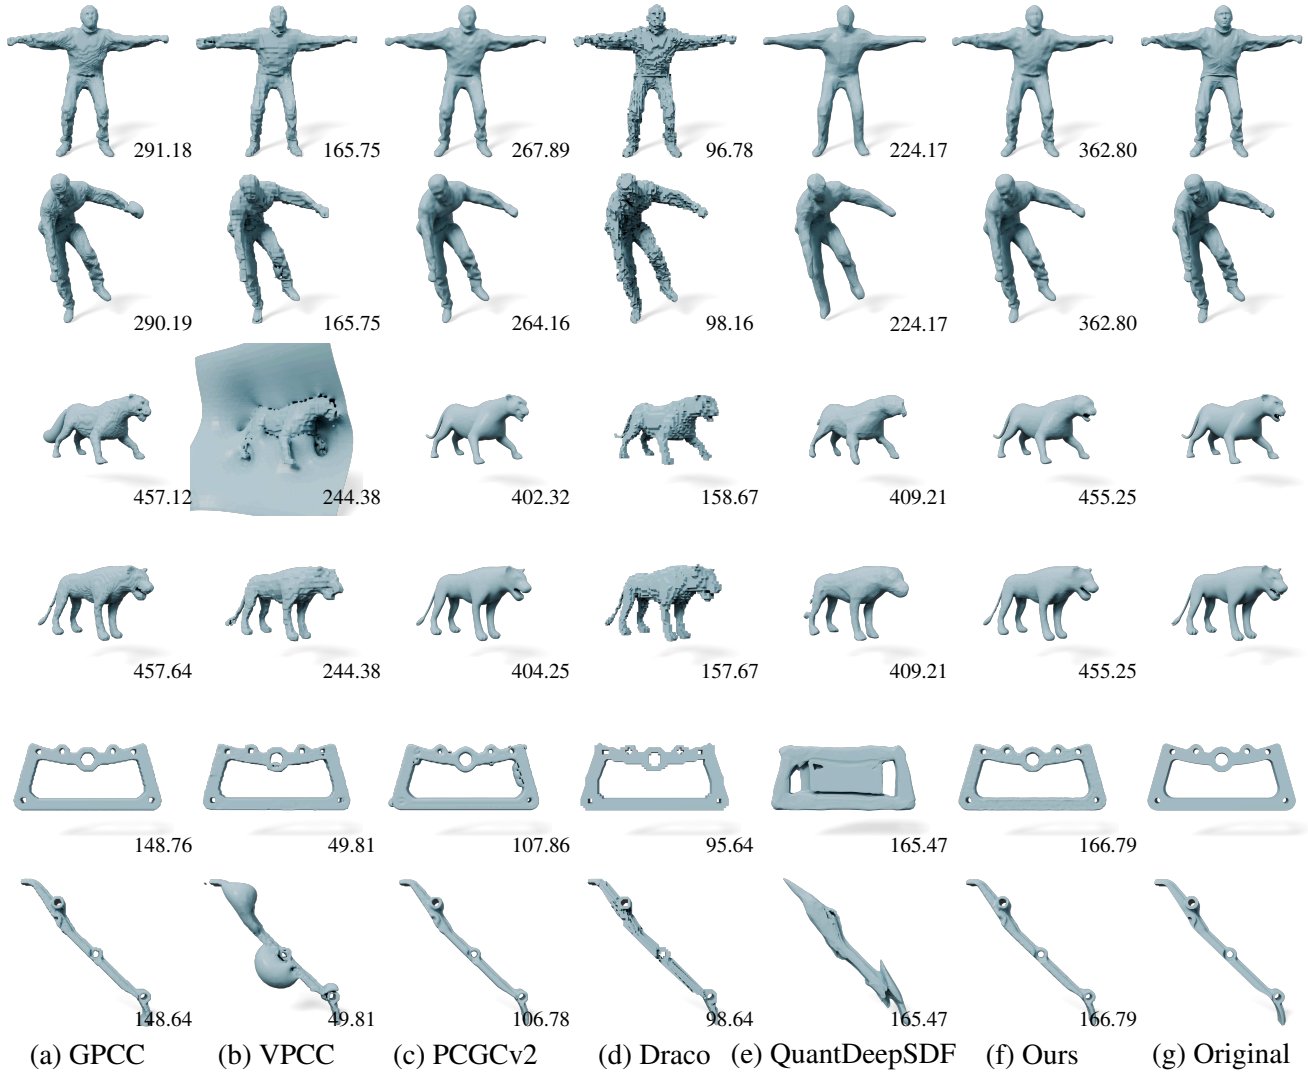 291.18 165.75 267.89 96.78 224.17 362.80
290.19 165.75 264.16 98.16 224.17 362.80
457.12 244.38 402.32 158.67 409.21 455.25
457.64 244.38 404.25 157.67 409.21 455.25
148.76 49.81 107.86 95.64 165.47 166.79
148.64 49.81 106.78 98.64 165.47 166.79
(a) GPCC (b) VPCC (c) PCGCv2 (d) Draco (e) QuantDeepSDF (f) Ours (g) Original